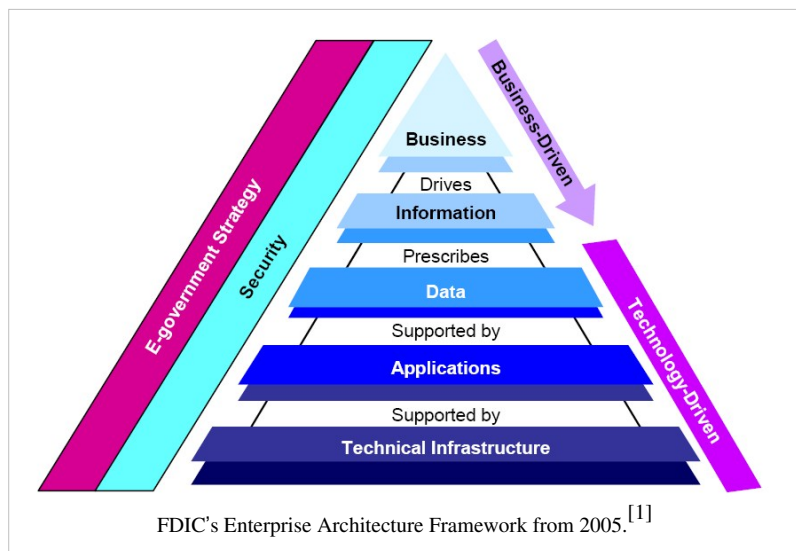 Business
Drives
Information
Prescribes
Data
Supported by
Applications
Supported by
Technical Infrastructure
E-government Strategy
Security
Business-Driven
Technology-Driven
FDIC's Enterprise Architecture Framework from 2005.[1]